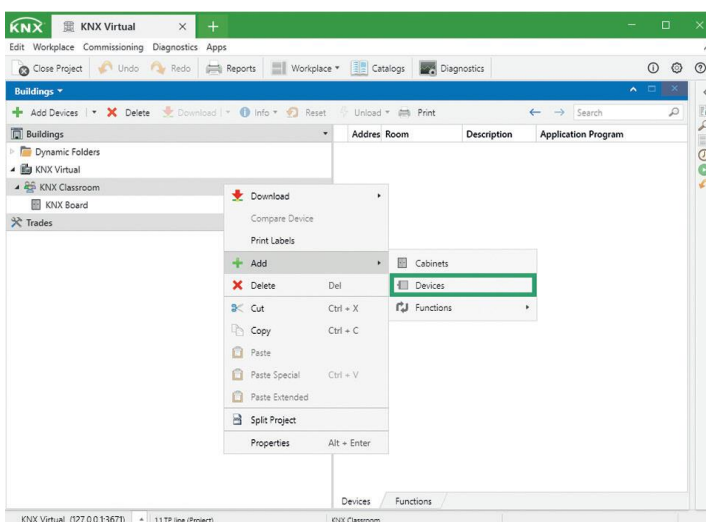 KNX KNX Virtual × +
Edit Workplace Commissioning Diagnostics Apps
Close Project Undo Redo Reports Workplace Catalogs Diagnostics
Buildings
Add Devices Delete Download Info Reset Unload Print Search
Buildings Addres Room Description Application Program
Dynamic Folders
KNX Virtual
KNX Classroom
KNX Board
Trades
Download
Compare Device
Print Labels
Add
Delete Del
Cut Ctrl + X
Copy Ctrl + C
Paste
Paste Special Ctrl + V
Paste Extended
Split Project
Properties Alt + Enter
Cabinets
Devices
Functions
Devices Functions
KNX Virtual (127.0.0.1:3671) 1.1 TP line (Project) KNX Classroom